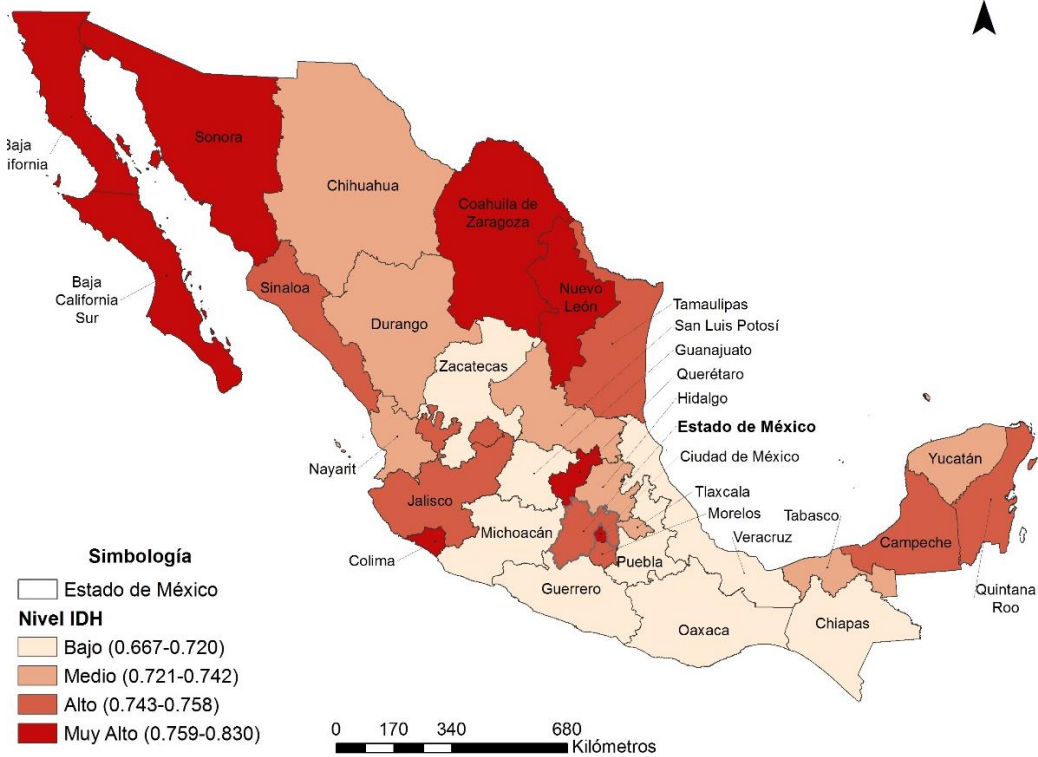 Baja
ifornia
Sonora
Chihuahua
Coahuila de
Zaragoza
Nuevo
León
Baja
California
Sur
Sinaloa
Durango
Zacatecas
Tamaulipas
San Luis Potosí
Guanajuato
Querétaro
Hidalgo
Estado de México
Ciudad de México
Tlaxcala
Morelos
Veracruz
Tabasco
Yucatán
Campeche
Quintana
Roo
Nayarit
Jalisco
Colima
Michoacán
Puebla
Guerrero
Oaxaca
Chiapas
Simbología
Estado de México
Nivel IDH
Bajo (0.667-0.720)
Medio (0.721-0.742)
Alto (0.743-0.758)
Muy Alto (0.759-0.830)
0 170 340 680
Kilómetros